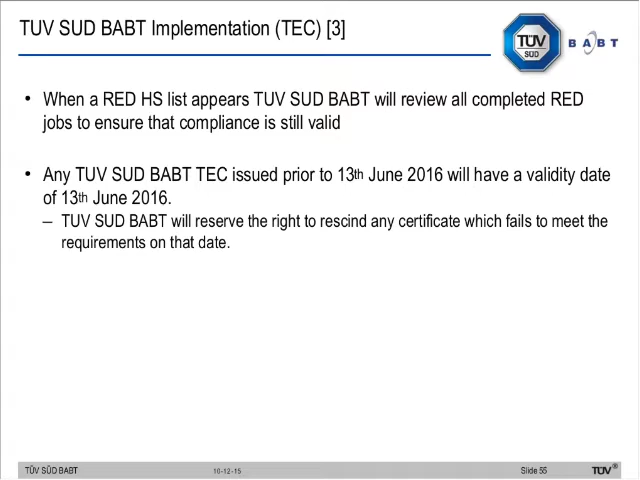 TUV SUD BABT Implementation (TEC) [3]
TÜV
SÜD
BABT
• When a RED HS list appears TUV SUD BABT will review all completed RED
jobs to ensure that compliance is still valid
• Any TUV SUD BABT TEC issued prior to 13th June 2016 will have a validity date
of 13th June 2016.
– TUV SUD BABT will reserve the right to rescind any certificate which fails to meet the
requirements on that date.
TÜV SÜD BABT 10-12-15 Slide 55 TÜV®